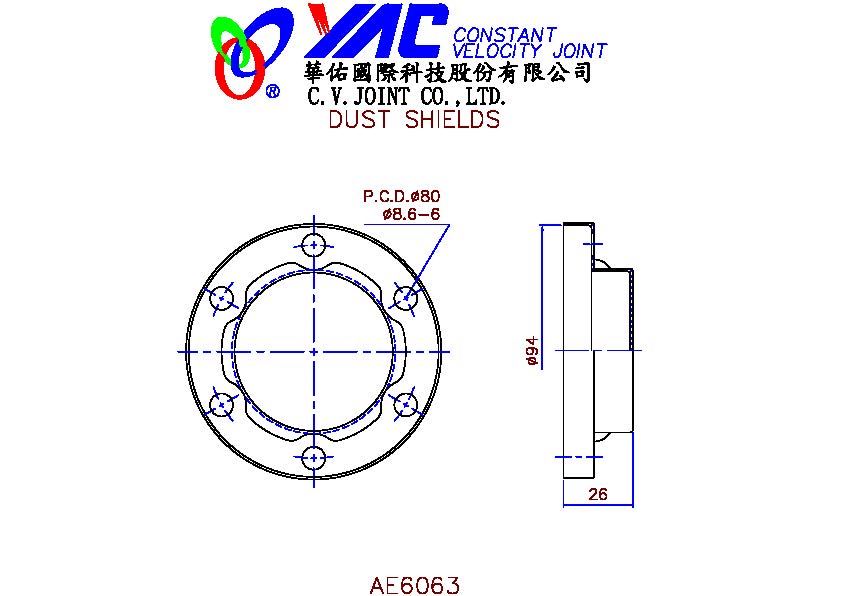 YAC CONSTANT
VELOCITY JOINT
®
華佑國際科技股份有限公司
C.V.JOINT CO.,LTD.
DUST SHIELDS
P.C.D.ø80
ø8.6-6
ø94
26
AE6063